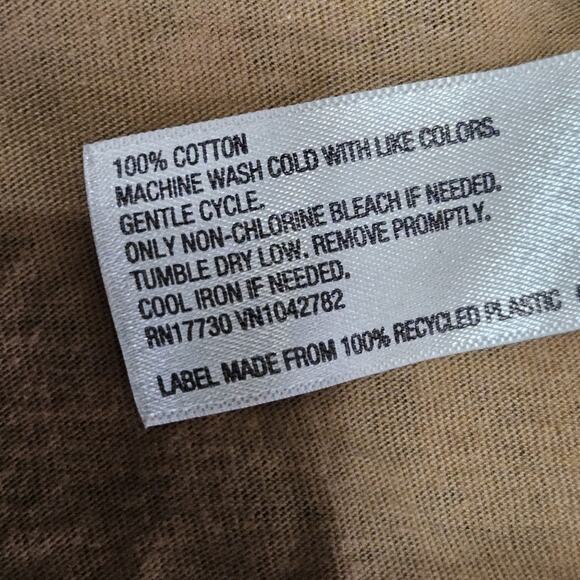 100% COTTON
MACHINE WASH COLD WITH LIKE COLORS.
GENTLE CYCLE.
ONLY NON-CHLORINE BLEACH IF NEEDED.
TUMBLE DRY LOW. REMOVE PROMPTLY.
COOL IRON IF NEEDED.
RN17730 VN1042782
LABEL MADE FROM 100% RECYCLED PLASTIC